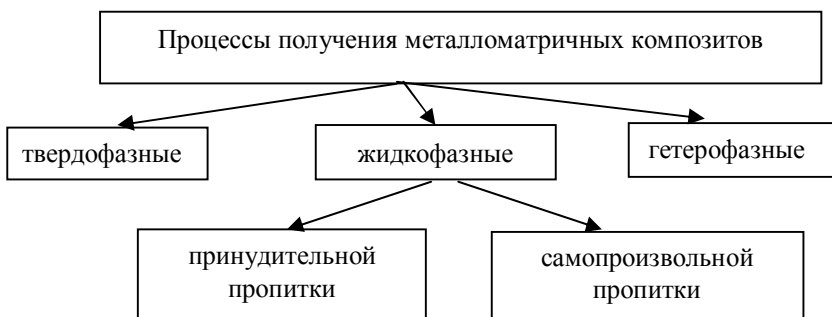 Процессы получения металломатричных композитов
твердофазные
жидкофазные
гетерофазные
принудительной
пропитки
самопроизвольной
пропитки